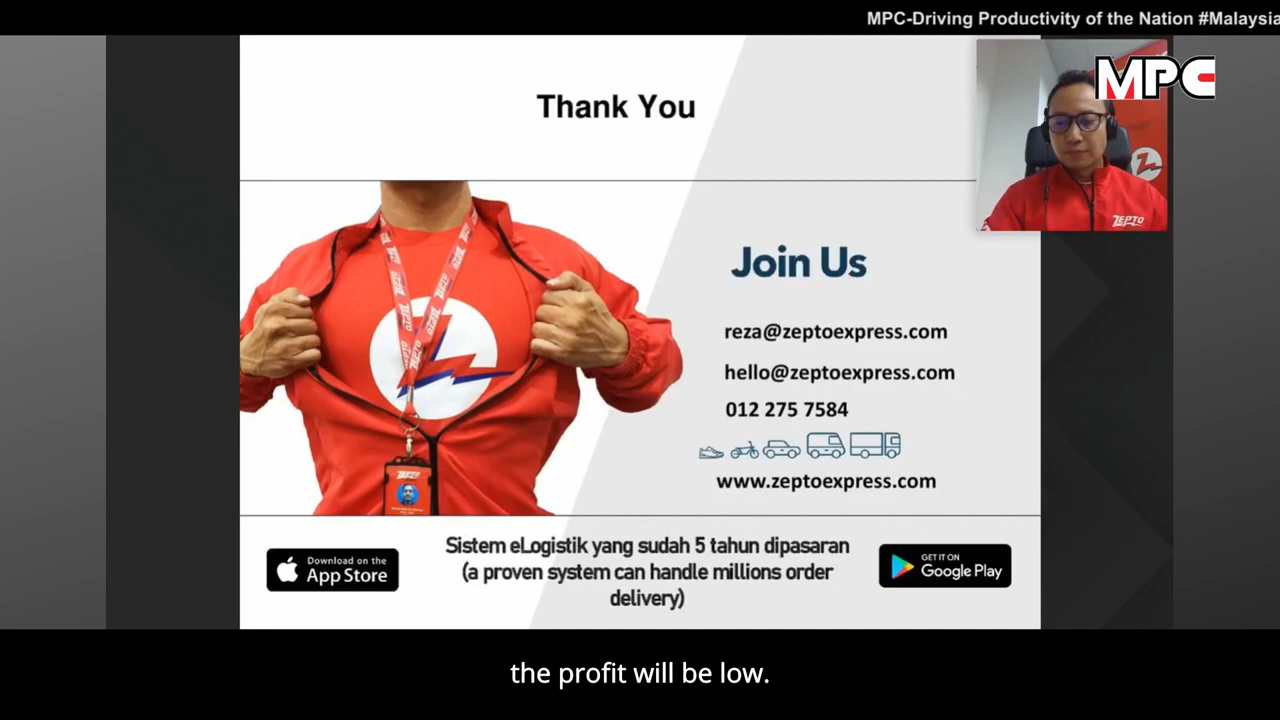 MPC-Driving Productivity of the Nation #Malaysia
MPC
Thank You
ZEPTO
Join Us
reza@zeptoexpress.com
hello@zeptoexpress.com
012 275 7584
www.zeptoexpress.com
ZEPTO
Download on the
App Store
Sistem eLogistik yang sudah 5 tahun dipasaran
(a proven system can handle millions order
delivery)
GET IT ON
Google Play
the profit will be low.